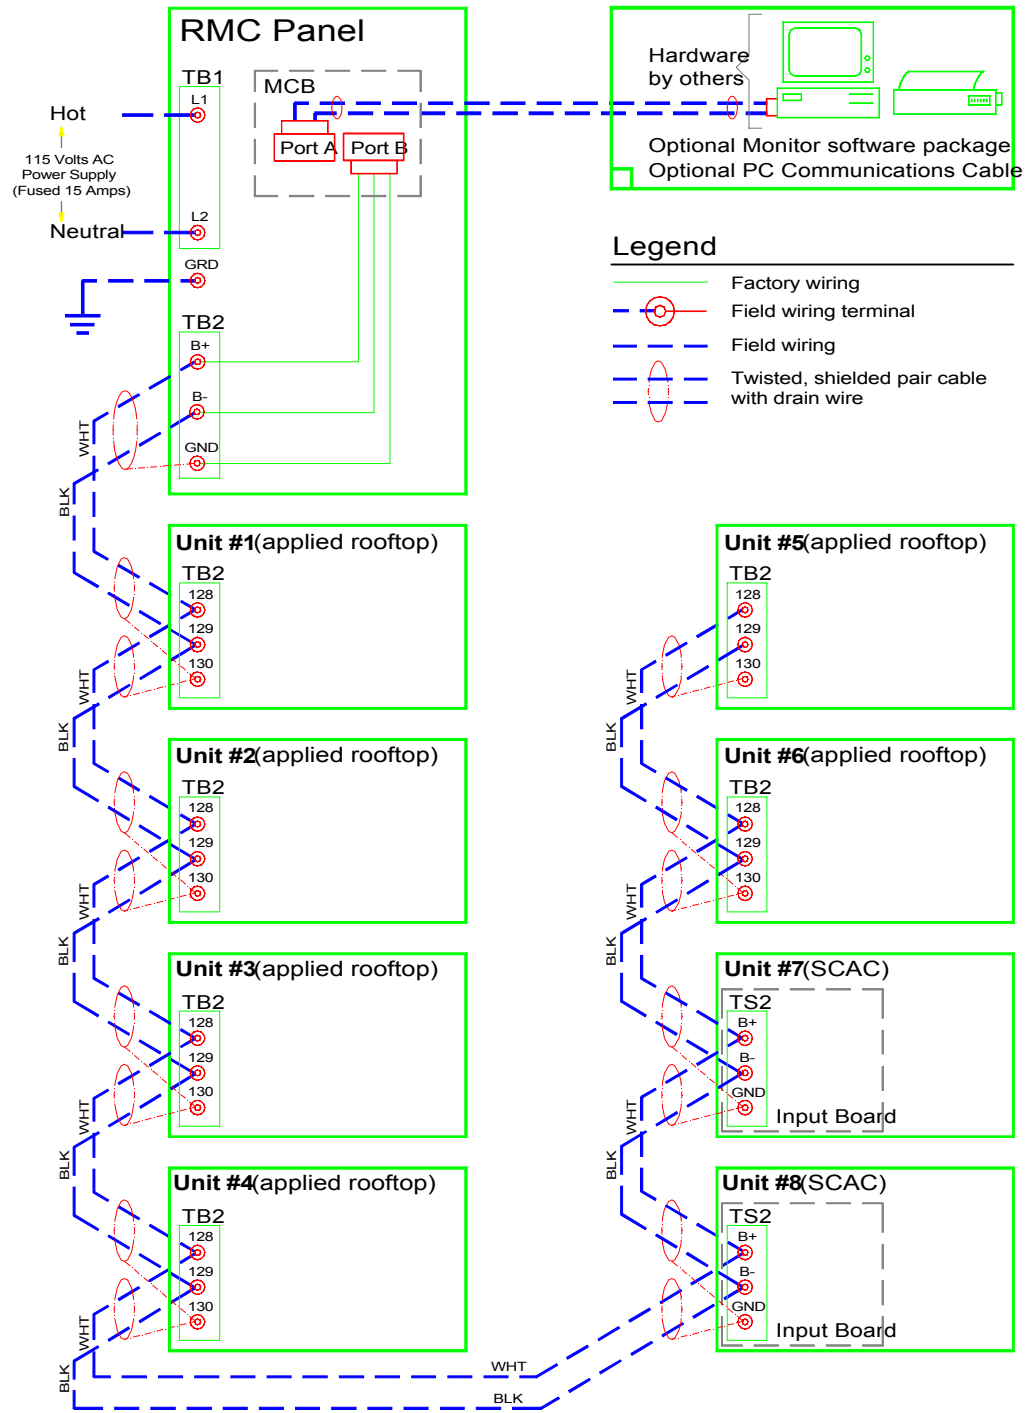 RMC Panel
TB1
L1
MCB
Port A
Port B
Hot
115 Volts AC
Power Supply
(Fused 15 Amps)
L2
Neutral
GRD
TB2
B+
B-
GND
WHT
BLK
Hardware
by others
Optional Monitor software package
Optional PC Communications Cable
Legend
Factory wiring
Field wiring terminal
Field wiring
Twisted, shielded pair cable
with drain wire
Unit #1(applied rooftop)
TB2
128
129
130
WHT
BLK
Unit #2(applied rooftop)
TB2
128
129
130
WHT
BLK
Unit #3(applied rooftop)
TB2
128
129
130
WHT
BLK
Unit #4(applied rooftop)
TB2
128
129
130
WHT
BLK
WHT
BLK
Unit #5(applied rooftop)
TB2
128
129
130
WHT
BLK
Unit #6(applied rooftop)
TB2
128
129
130
WHT
BLK
Unit #7(SCAC)
TS2
B+
B-
GND
Input Board
WHT
BLK
Unit #8(SCAC)
TS2
B+
B-
GND
Input Board